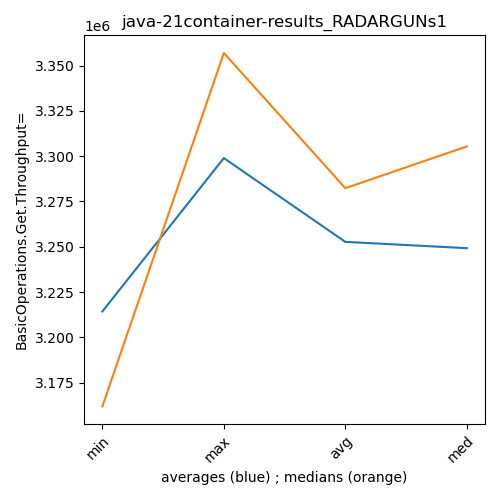 java-21container-results_RADARGUNs1
1e6
3.350
3.325
3.300
3.275
3.250
3.225
3.200
3.175
BasicOperations.Get.Throughput=
min
max
avg
med
averages (blue) ; medians (orange)